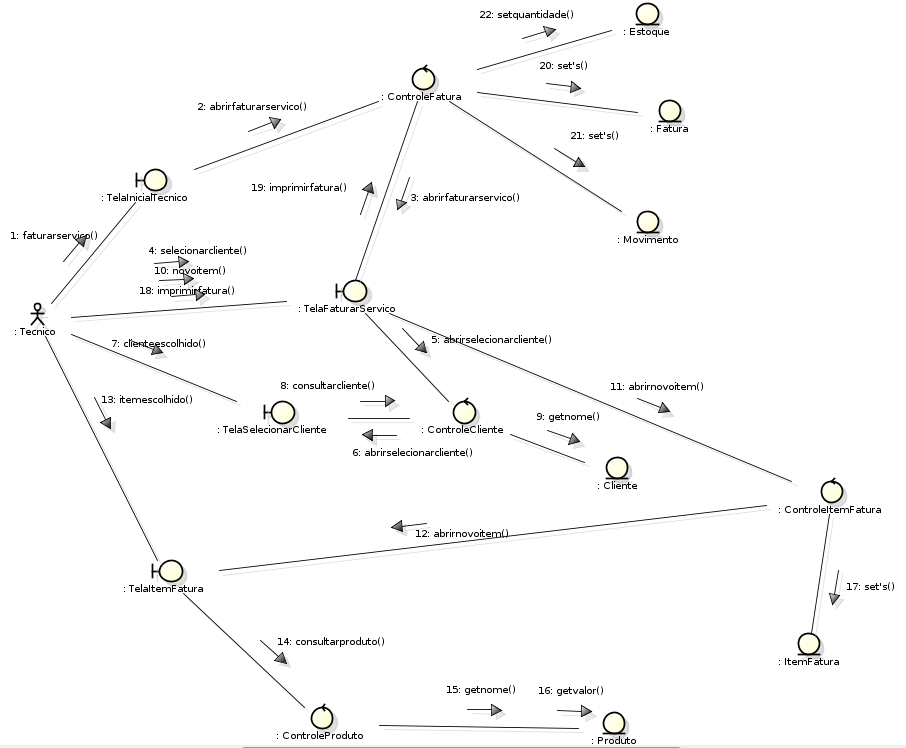 22: setquantidade()
: Estoque
20: set's()
: ControleFatura
2: abrirfaturarservico()
: Fatura
21: set's()
: TelaInicialTecnico
19: imprimirfatura()
3: abrirfaturarservico()
1: faturarservico()
: Movimento
4: selecionarcliente()
10: novoitem()
18: imprimirfatura()
: TelaFaturarServico
: Tecnico
7: clienteescolhido()
5: abrirselecionarcliente()
8: consultarcliente()
11: abrirnovoitem()
13: itemescolhido()
9: getnome()
: TelaSelecionarCliente
: ControleCliente
6: abrirselecionarcliente()
: Cliente
: ControleItemFatura
12: abrirnovoitem()
: TelaItemFatura
17: set's()
14: consultarproduto()
: ItemFatura
15: getnome()
16: getvalor()
: ControleProduto
: Produto